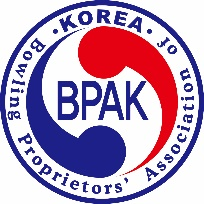 ·KOREA·
BPAK
Bowling Proprietors' Association of